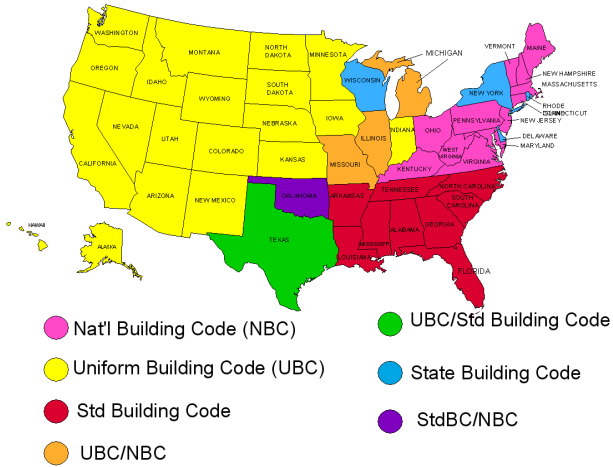 WASHINGTON
MONTANA
NORTH
DAKOTA
MINNESOTA
MICHIGAN
VERMONT
MAINE
OREGON
IDAHO
WYOMING
SOUTH
DAKOTA
WISCONSIN
NEW YORK
NEW HAMPSHIRE
MASSACHUSETTS
RHODE
NEW JERSEY
NEVADA
UTAH
COLORADO
NEBRASKA
IOWA
ILLINOIS
INDIANA
OHIO
PENNSYLVANIA
DELAWARE
MARYLAND
CALIFORNIA
KANSAS
MISSOURI
KENTUCKY
WEST
VIRGINIA
VIRGINIA
ARIZONA
NEW MEXICO
OKLAHOMA
ARKANSAS
TENNESSEE
NORTH CAROLINA
SOUTH
CAROLINA
HAWAII
ALASKA
TEXAS
LOUISIANA
MISSISSIPPI
ALABAMA
GEORGIA
FLORIDA
Nat'l Building Code (NBC)
Uniform Building Code (UBC)
Std Building Code
UBC/NBC
UBC/Std Building Code
State Building Code
StdBC/NBC